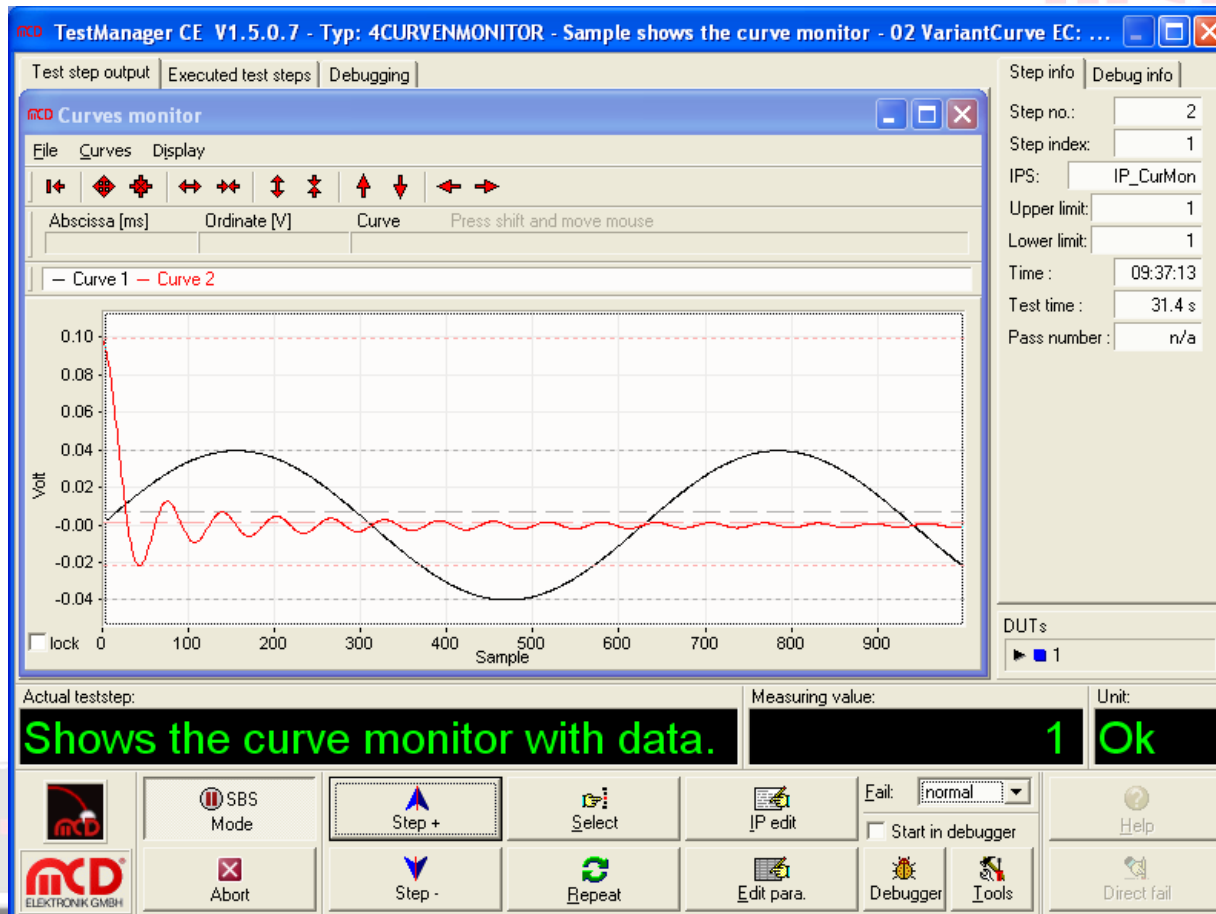 mcd TestManager CE V1.5.0.7 - Typ: 4CURVENMONITOR - Sample shows the curve monitor - 02 VariantCurve EC: ...
Test step output Executed test steps Debugging
Step info Debug info
mcd Curves monitor
File Curves Display
Abscissa [ms] Ordinate [V] Curve Press shift and move mouse
— Curve 1 — Curve 2
0.10
0.08
0.06
0.04
0.02
-0.00
-0.02
-0.04
Volt
0 100 200 300 400 500 600 700 800 900
Sample
lock
Step no.: 2
Step index: 1
IPS: IP_CurMon
Upper limit: 1
Lower limit: 1
Time : 09:37:13
Test time : 31.4 s
Pass number : n/a
DUTs
1
Actual teststep: Measuring value: Unit:
Shows the curve monitor with data. 1 Ok
mcD
SBS
Mode
Step +
Select
IP edit
Fail: normal
Start in debugger
Help
mcD
ELEKTRONIK GMBH
Abort
Step -
Repeat
Edit para.
Debugger
Tools
Direct fail